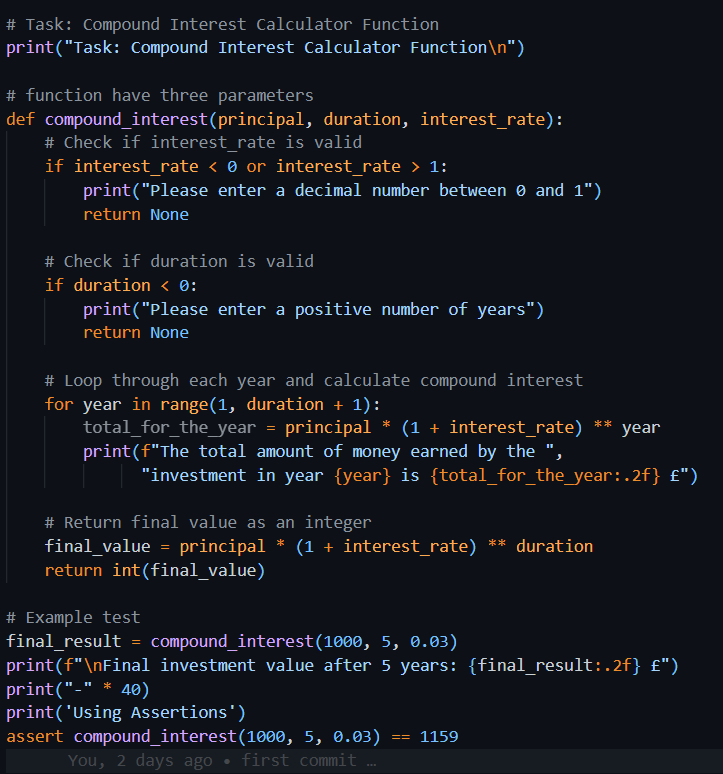 # Task: Compound Interest Calculator Function
print("Task: Compound Interest Calculator Function\n")
# function have three parameters
def compound_interest(principal, duration, interest_rate):
# Check if interest_rate is valid
if interest_rate < 0 or interest_rate > 1:
print("Please enter a decimal number between 0 and 1")
return None
# Check if duration is valid
if duration < 0:
print("Please enter a positive number of years")
return None
# Loop through each year and calculate compound interest
for year in range(1, duration + 1):
total_for_the_year = principal * (1 + interest_rate) ** year
print(f"The total amount of money earned by the ",
"investment in year {year} is {total_for_the_year:.2f} £")
# Return final value as an integer
final_value = principal * (1 + interest_rate) ** duration
return int(final_value)
# Example test
final_result = compound_interest(1000, 5, 0.03)
print(f"\nFinal investment value after 5 years: {final_result:.2f} £")
print("-" * 40)
print('Using Assertions')
assert compound_interest(1000, 5, 0.03) == 1159
You, 2 days ago • first commit …